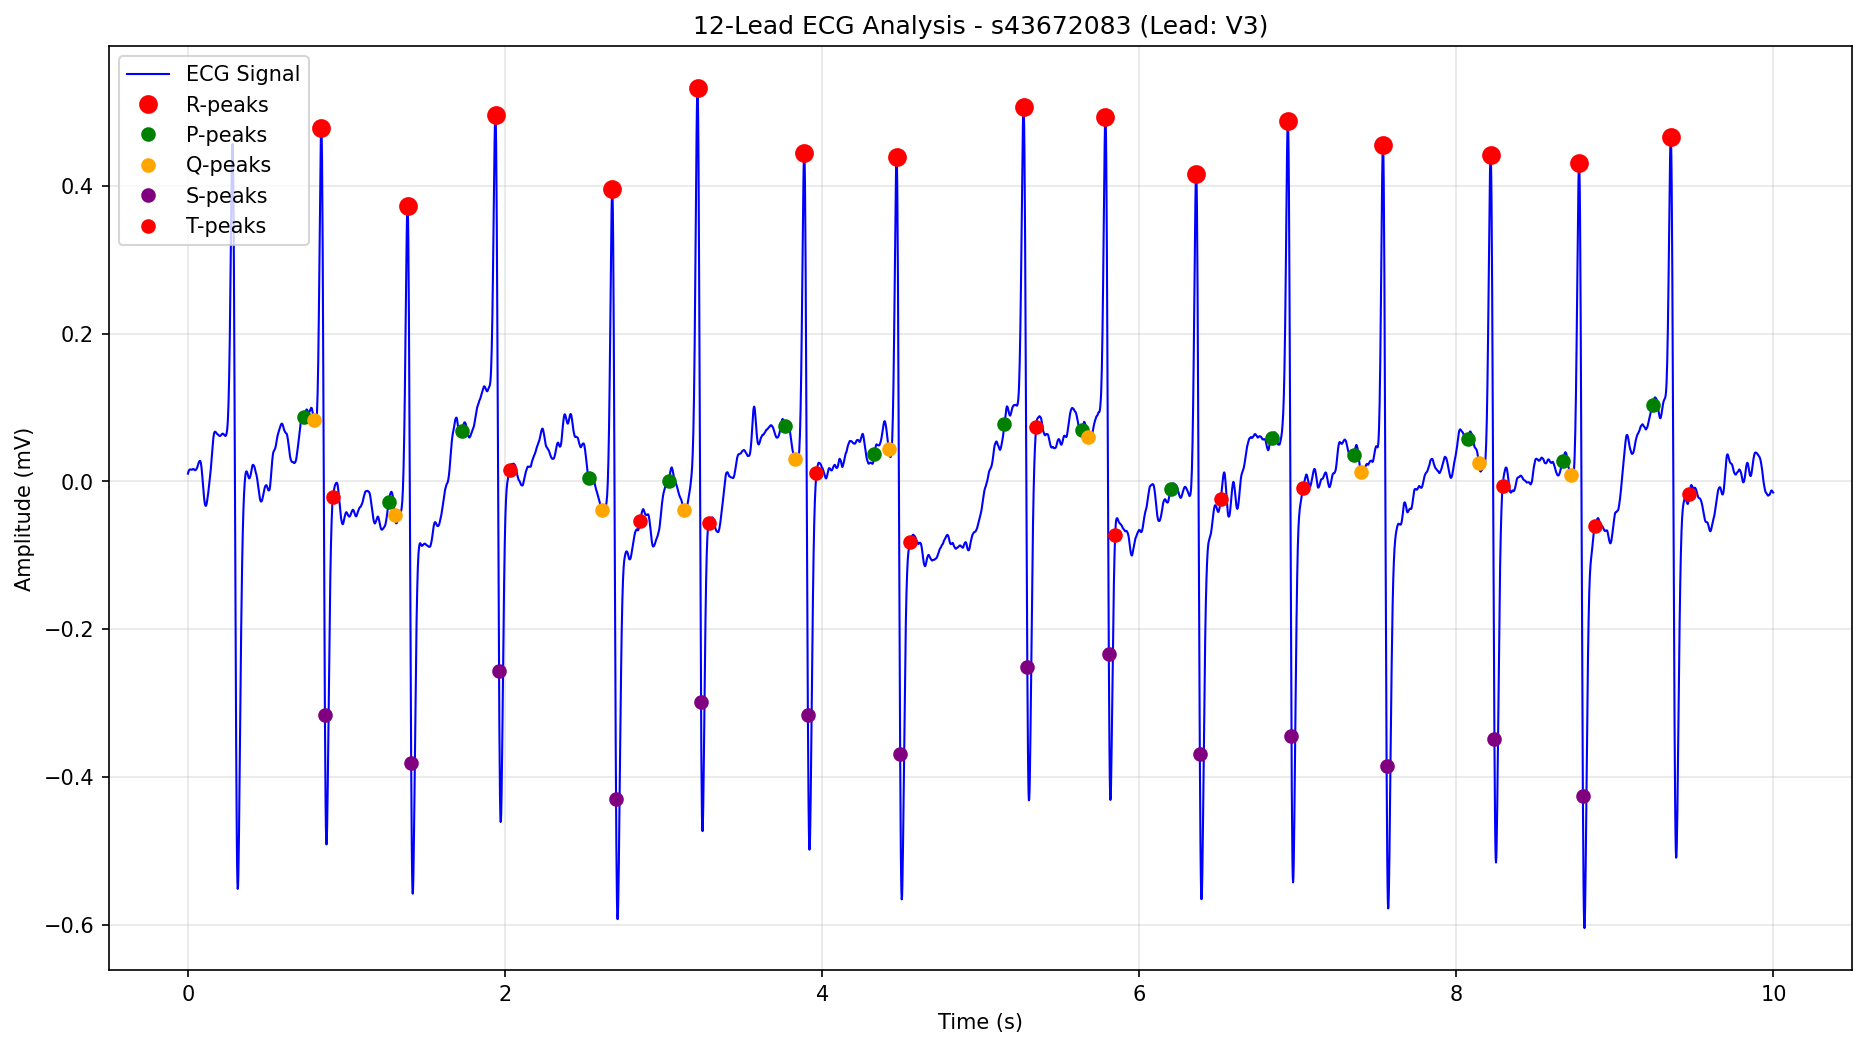 12-Lead ECG Analysis - s43672083 (Lead: V3)
ECG Signal
R-peaks
P-peaks
Q-peaks
S-peaks
T-peaks
Amplitude (mV)
0.4
0.2
0.0
−0.2
−0.4
−0.6
0 2 4 6 8 10
Time (s)